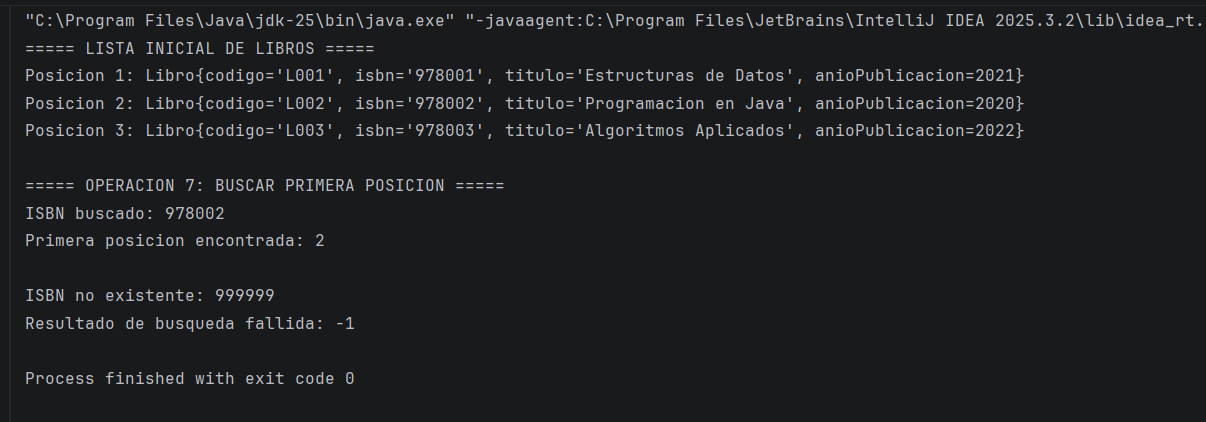 "C:\Program Files\Java\jdk-25\bin\java.exe" "-javaagent:C:\Program Files\JetBrains\IntelliJ IDEA 2025.3.2\lib\idea_rt.
===== LISTA INICIAL DE LIBROS =====
Posicion 1: Libro{codigo='L001', isbn='978001', titulo='Estructuras de Datos', anioPublicacion=2021}
Posicion 2: Libro{codigo='L002', isbn='978002', titulo='Programacion en Java', anioPublicacion=2020}
Posicion 3: Libro{codigo='L003', isbn='978003', titulo='Algoritmos Aplicados', anioPublicacion=2022}
===== OPERACION 7: BUSCAR PRIMERA POSICION =====
ISBN buscado: 978002
Primera posicion encontrada: 2
ISBN no existente: 999999
Resultado de busqueda fallida: -1
Process finished with exit code 0